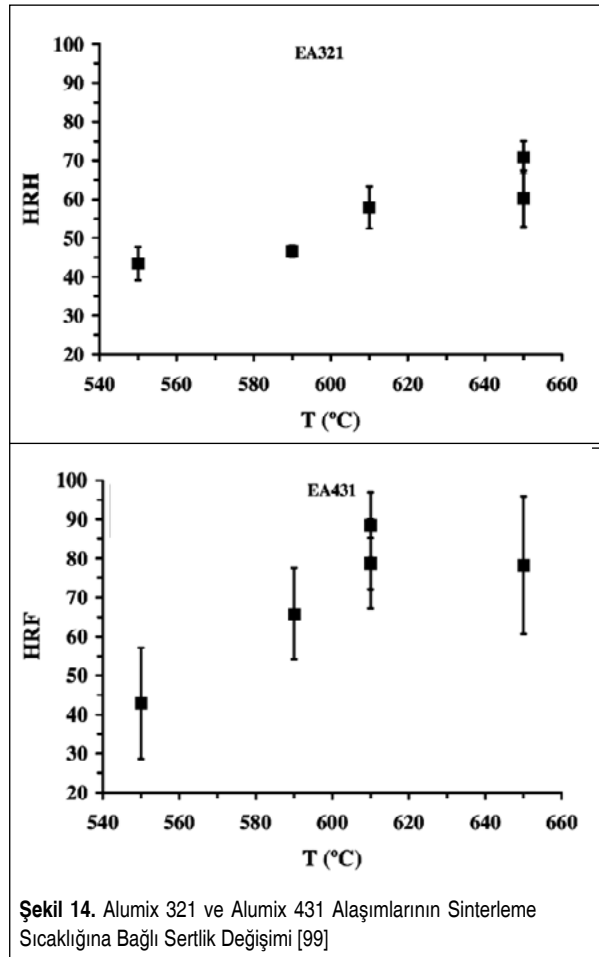 EA321
100
90
80
70
60
50
40
30
20
HRH
540 560 580 600 620 640 660
T (ºC)
EA431
100
90
80
70
60
50
40
30
20
HRF
540 560 580 600 620 640 660
T (ºC)
Şekil 14. Alumix 321 ve Alumix 431 Alaşımlarının Sinterleme
Sıcaklığına Bağlı Sertlik Değişimi [99]